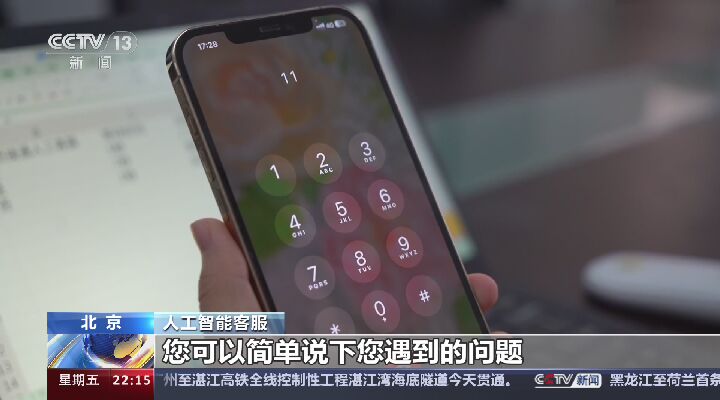 CCTV 13
新闻
17:28
4G
11
1
2
ABC
3
DEF
4
GHI
5
JKL
6
MNO
7
PQRS
8
TUV
9
WXYZ
*
0
+
#
北京
人工智能客服
您可以简单说下您遇到的问题
星期五 22:15 广州至湛江高铁全线控制性工程湛江湾海底隧道今天贯通。 CCTV新闻 黑龙江至荷兰首条